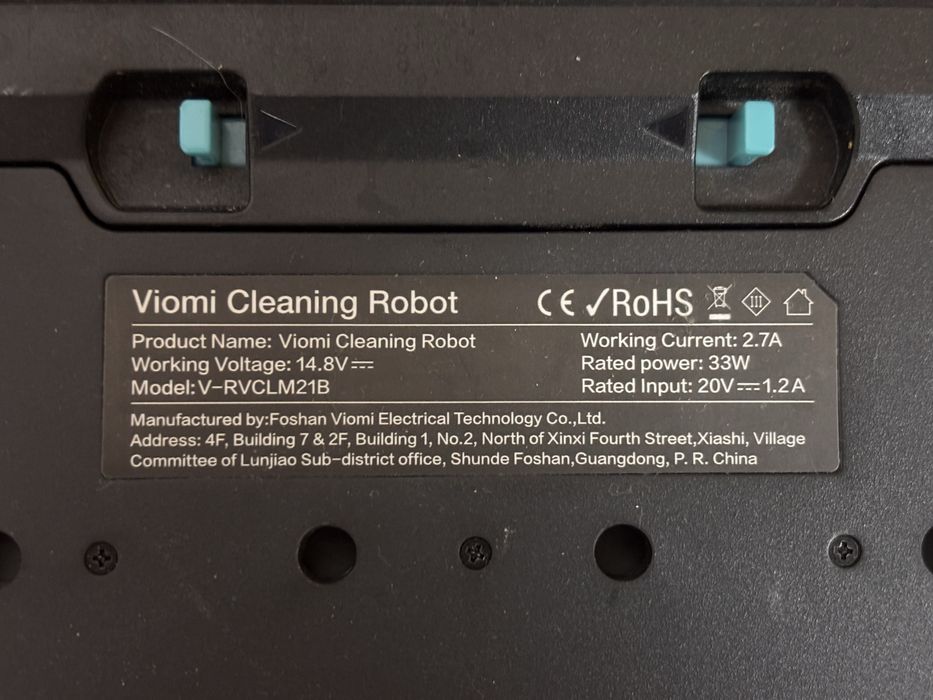 Viomi Cleaning Robot CE ✓RoHS
Product Name: Viomi Cleaning Robot
Working Voltage: 14.8V⎓
Model:V-RVCLM21B
Working Current: 2.7A
Rated power: 33W
Rated Input: 20V⎓1.2A
Manufactured by:Foshan Viomi Electrical Technology Co.,Ltd.
Address: 4F, Building 7 & 2F, Building 1, No.2, North of Xinxi Fourth Street,Xiashi, Village
Committee of Lunjiao Sub-district office, Shunde Foshan,Guangdong, P. R. China